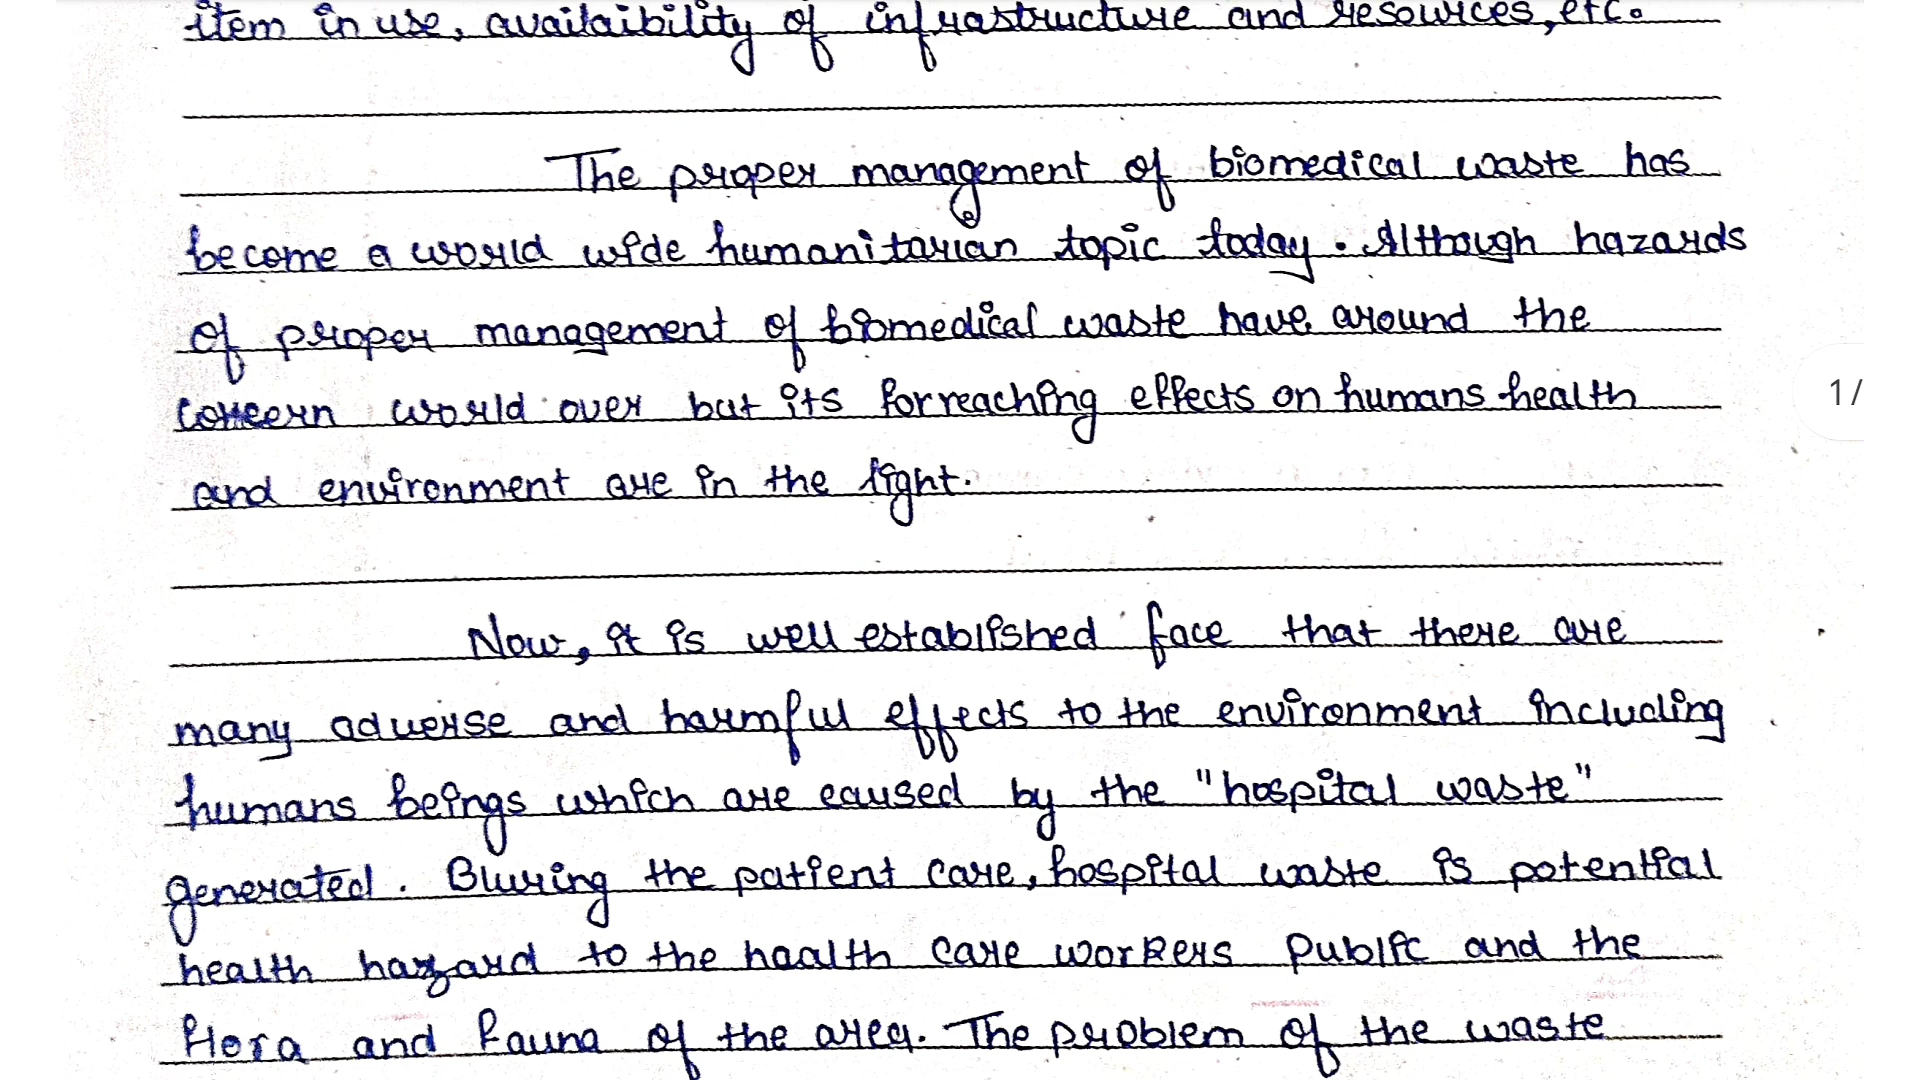 item in use, availaibility of infrastructure and resources, etc.
The proper management of biomedical waste has
become a world wide humanitarian topic today. Although hazards
of proper management of biomedical waste have around the
concern world over but its forreaching effects on humans health
and environment are in the light.
Now, it is well established face that there are
many adverse and harmful effects to the environment including
humans beings which are caused by the "hospital waste"
generated. Bluring the patient care, hospital waste is potential
health hazard to the haalth care workers public and the
flora and fauna of the area. The problem of the waste
1/